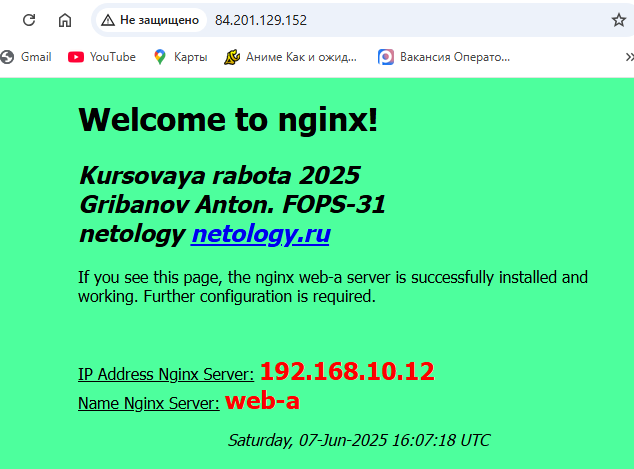 Не защищено 84.201.129.152
Gmail YouTube Карты Аниме Как и ожид... Вакансия Операто...
Welcome to nginx!
Kursovaya rabota 2025
Gribanov Anton. FOPS-31
netology netology.ru
If you see this page, the nginx web-a server is successfully installed and
working. Further configuration is required.
IP Address Nginx Server: 192.168.10.12
Name Nginx Server: web-a
Saturday, 07-Jun-2025 16:07:18 UTC